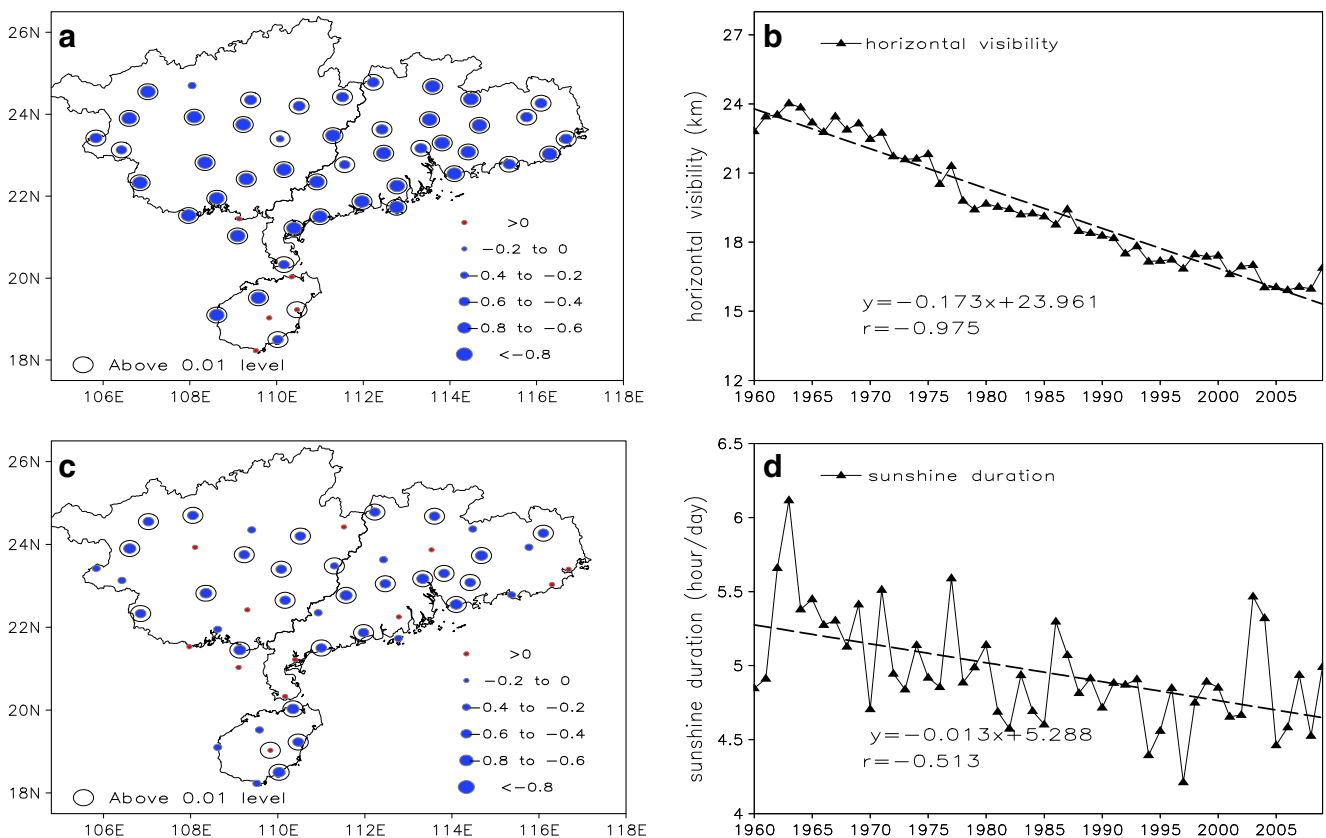 a
26N
24N
22N
20N
18N
>0
−0.2 to 0
−0.4 to −0.2
−0.6 to −0.4
−0.8 to −0.6
<−0.8
Above 0.01 level
106E 108E 110E 112E 114E 116E 118E
b
horizontal visibility
horizontal visibility (km)
27
24
21
18
15
12
y=−0.173x+23.961
r=−0.975
1960 1965 1970 1975 1980 1985 1990 1995 2000 2005
c
26N
24N
22N
20N
18N
>0
−0.2 to 0
−0.4 to −0.2
−0.6 to −0.4
−0.8 to −0.6
<−0.8
Above 0.01 level
106E 108E 110E 112E 114E 116E 118E
d
sunshine duration
sunshine duration (hour/day)
6.5
6
5.5
5
4.5
4
y=−0.013x+5.288
r=−0.513
1960 1965 1970 1975 1980 1985 1990 1995 2000 2005